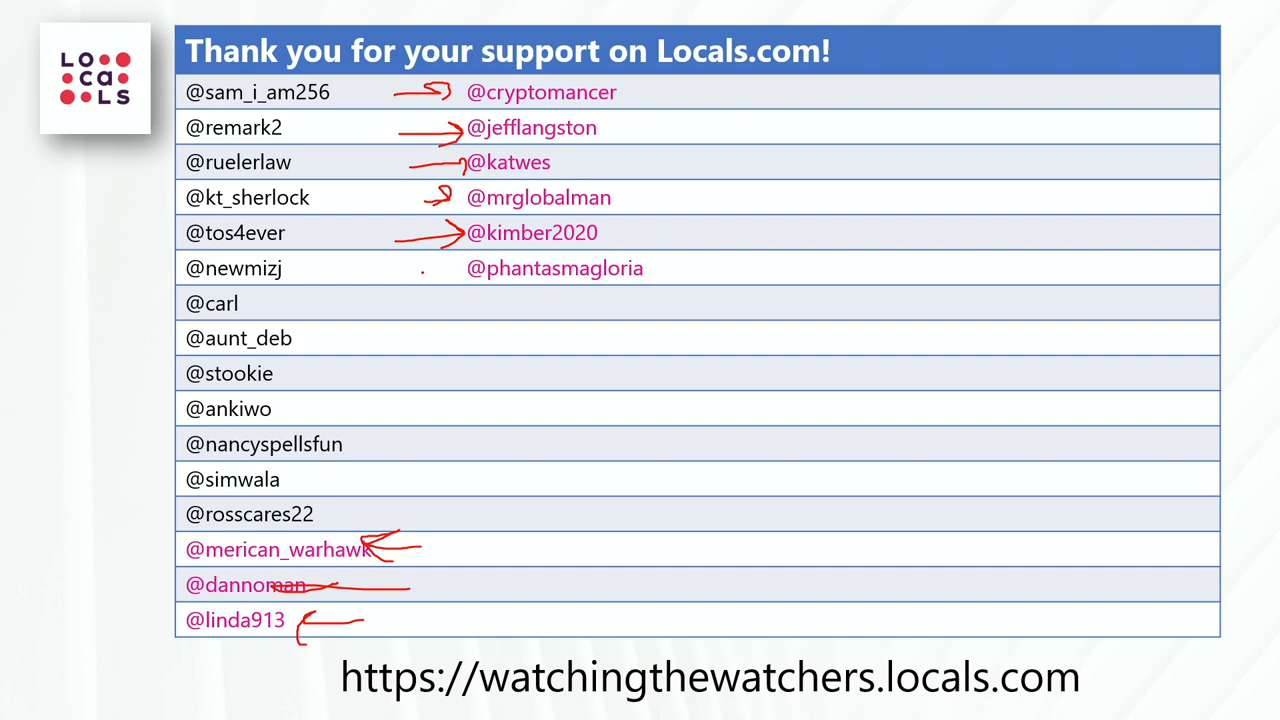 LO
ca
LS
Thank you for your support on Locals.com!
@sam_i_am256 @cryptomancer
@remark2 @jefflangston
@ruelerlaw @katwes
@kt_sherlock @mrglobalman
@tos4ever @kimber2020
@newmizj @phantasmagloria
@carl
@aunt_deb
@stookie
@ankiwo
@nancyspellsfun
@simwala
@rosscares22
@merican_warhawk
@dannoman
@linda913
https://watchingthewatchers.locals.com